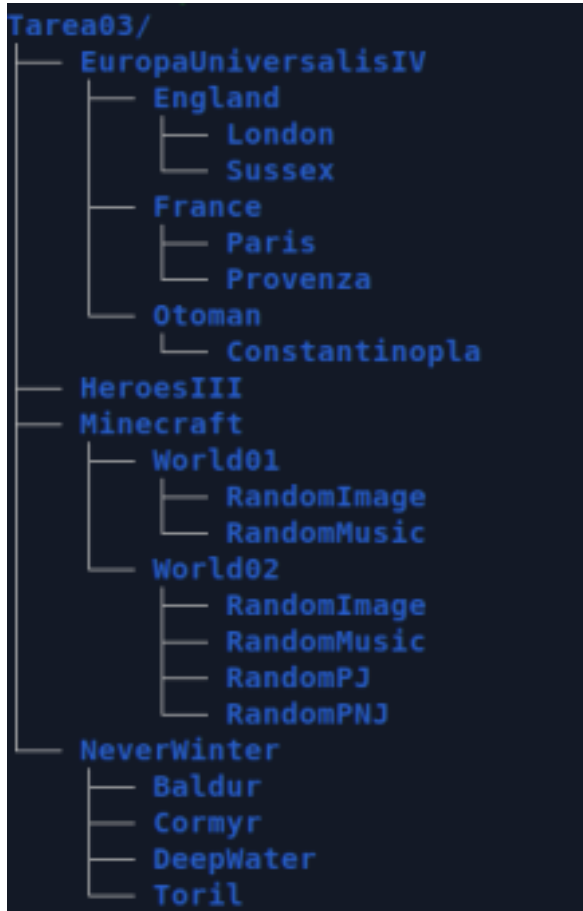 Tarea03/
├── EuropaUniversalisIV
│   ├── England
│   │   ├── London
│   │   └── Sussex
│   ├── France
│   │   ├── Paris
│   │   └── Provenza
│   └── Otoman
│       └── Constantinopla
├── HeroesIII
├── Minecraft
│   ├── World01
│   │   ├── RandomImage
│   │   └── RandomMusic
│   └── World02
│       ├── RandomImage
│       ├── RandomMusic
│       ├── RandomPJ
│       └── RandomPNJ
└── NeverWinter
    ├── Baldur
    ├── Cormyr
    ├── DeepWater
    └── Toril